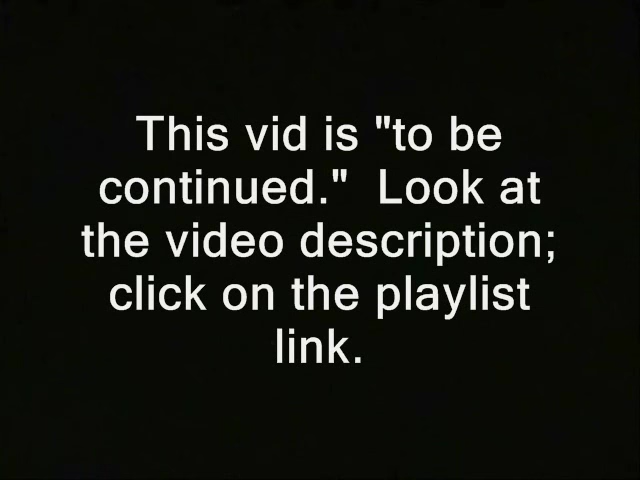 This vid is "to be
continued."  Look at
the video description;
click on the playlist
link.